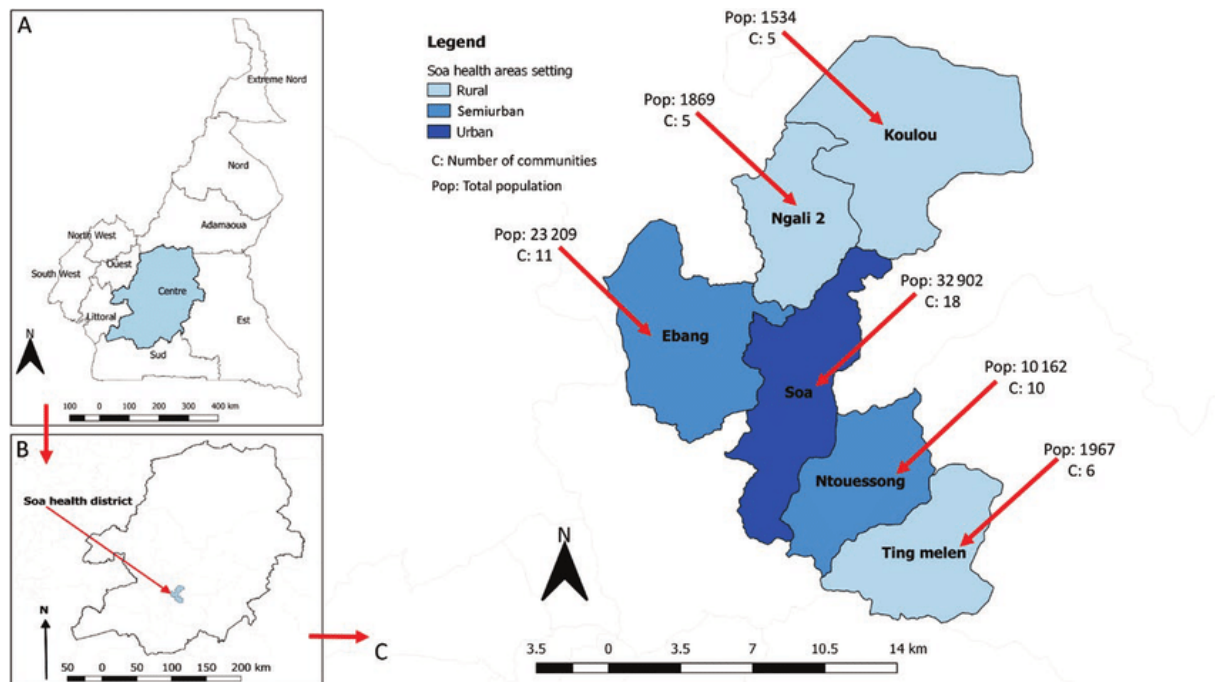 A
Extreme Nord
Nord
Adamaoua
North West
Ouest
South West
Centre
Littoral
Est
Sud
N
100 0 100 200 300 400 km
B
Soa health district
N
50 0 50 100 150 200 km
C
Legend
Soa health areas setting
Rural
Semiurban
Urban
C: Number of communities
Pop: Total population
Pop: 1534
C: 5
Koulou
Pop: 1869
C: 5
Ngali 2
Pop: 23 209
C: 11
Ebang
Pop: 32 902
C: 18
Soa
Pop: 10 162
C: 10
Ntouessong
Pop: 1967
C: 6
Ting melen
N
3.5 0 3.5 7 10.5 14 km